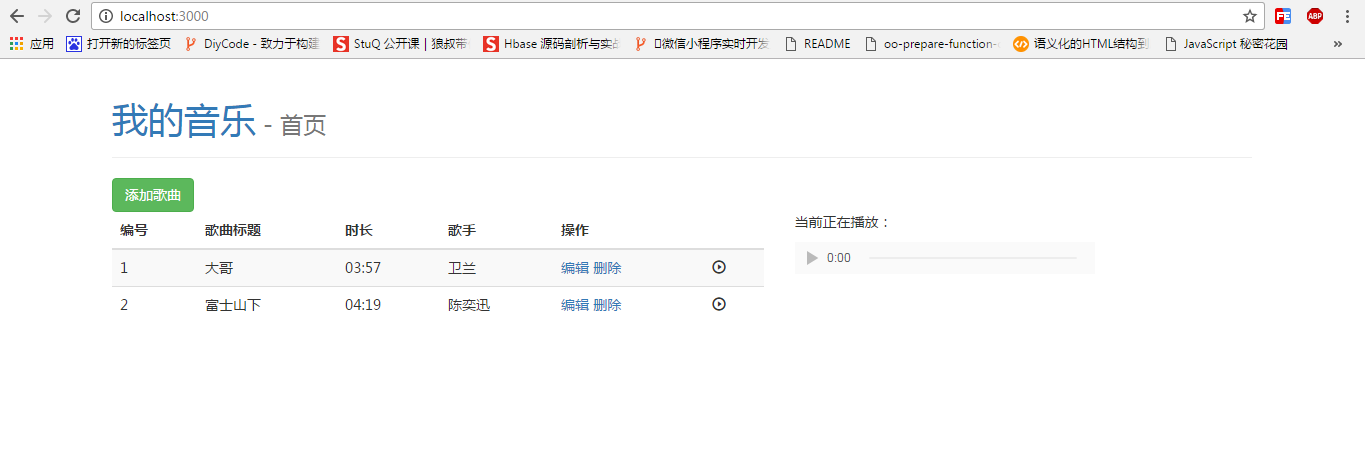 localhost:3000
应用 打开新的标签页 DiyCode - 致力于构建 StuQ 公开课 | 狼叔带 Hbase 源码剖析与实战 微信小程序实时开发 README oo-prepare-function- 语义化的HTML结构到 JavaScript 秘密花园 »
我的音乐 - 首页
添加歌曲
编号 歌曲标题 时长 歌手 操作
当前正在播放：
1 大哥 03:57 卫兰 编辑 删除
0:00
2 富士山下 04:19 陈奕迅 编辑 删除
ABP